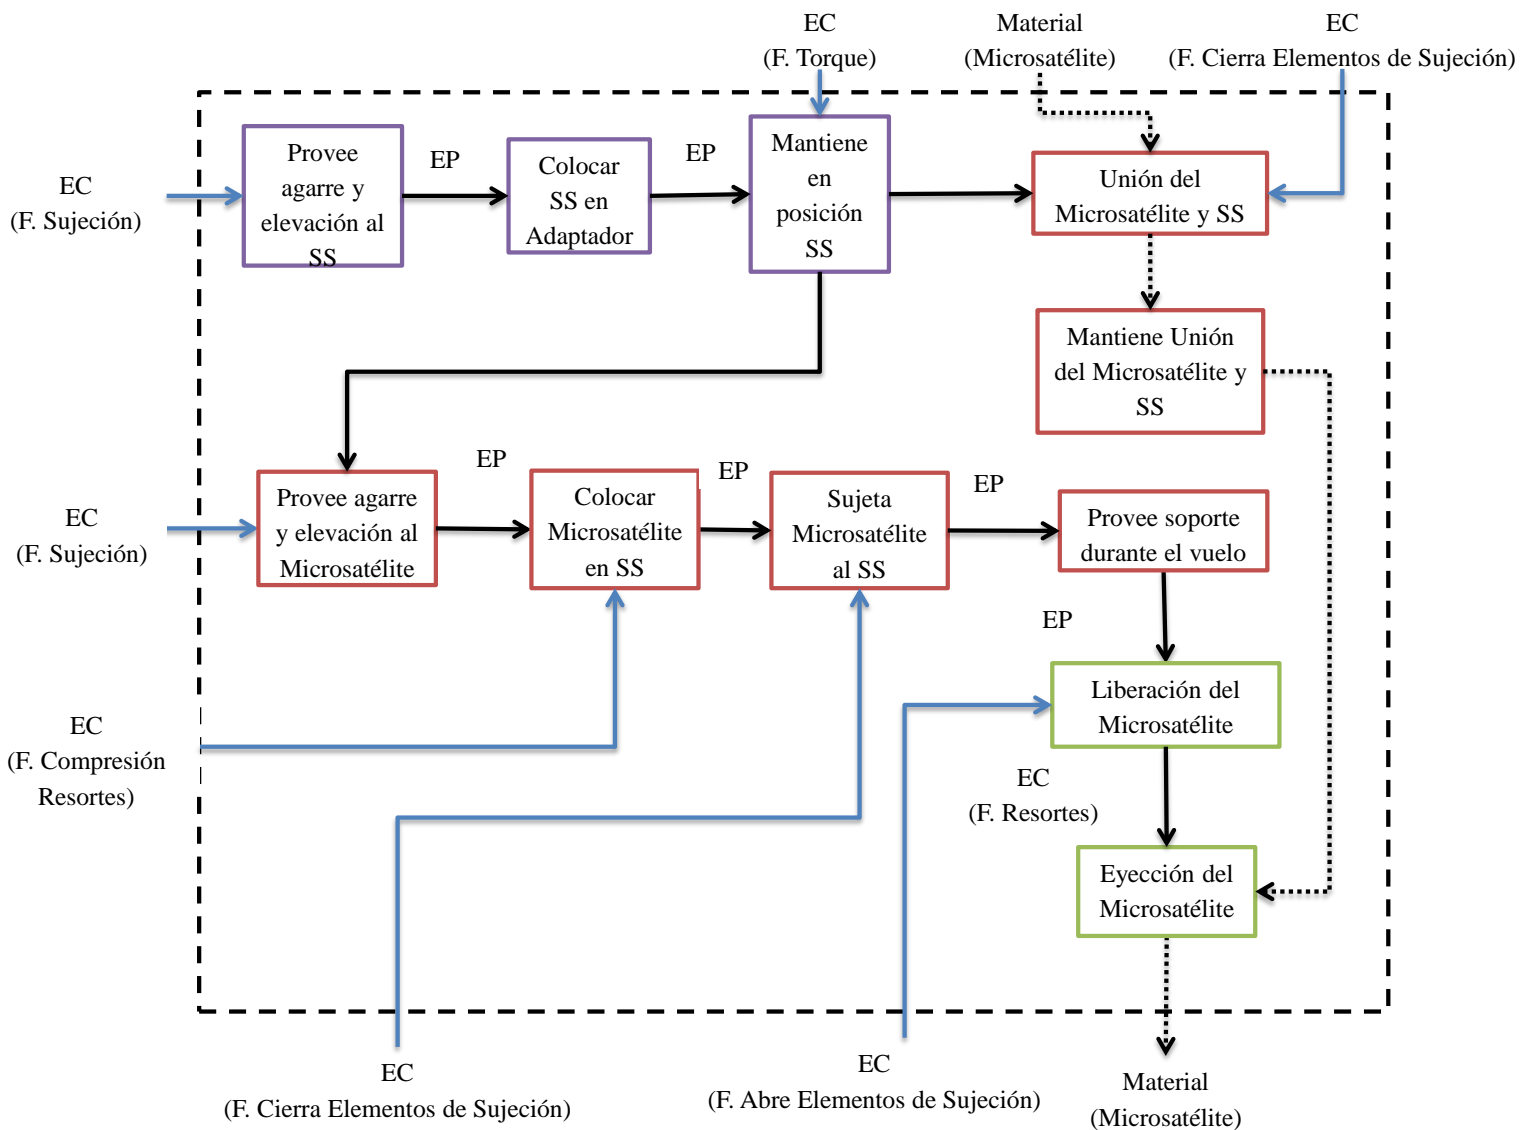 EC
(F. Torque)
Material
(Microsatélite)
EC
(F. Cierra Elementos de Sujeción)
EC
(F. Sujeción)
Provee
agarre y
elevación al
SS
EP
Colocar
SS en
Adaptador
EP
Mantiene
en
posición
SS
Unión del
Microsatélite y SS
Mantiene Unión
del Microsatélite y
SS
EC
(F. Sujeción)
Provee agarre
y elevación al
Microsatélite
EP
Colocar
Microsatélite
en SS
EP
Sujeta
Microsatélite
al SS
EP
Provee soporte
durante el vuelo
EP
Liberación del
Microsatélite
EC
(F. Compresión
Resortes)
EC
(F. Resortes)
Eyección del
Microsatélite
EC
(F. Cierra Elementos de Sujeción)
EC
(F. Abre Elementos de Sujeción)
Material
(Microsatélite)